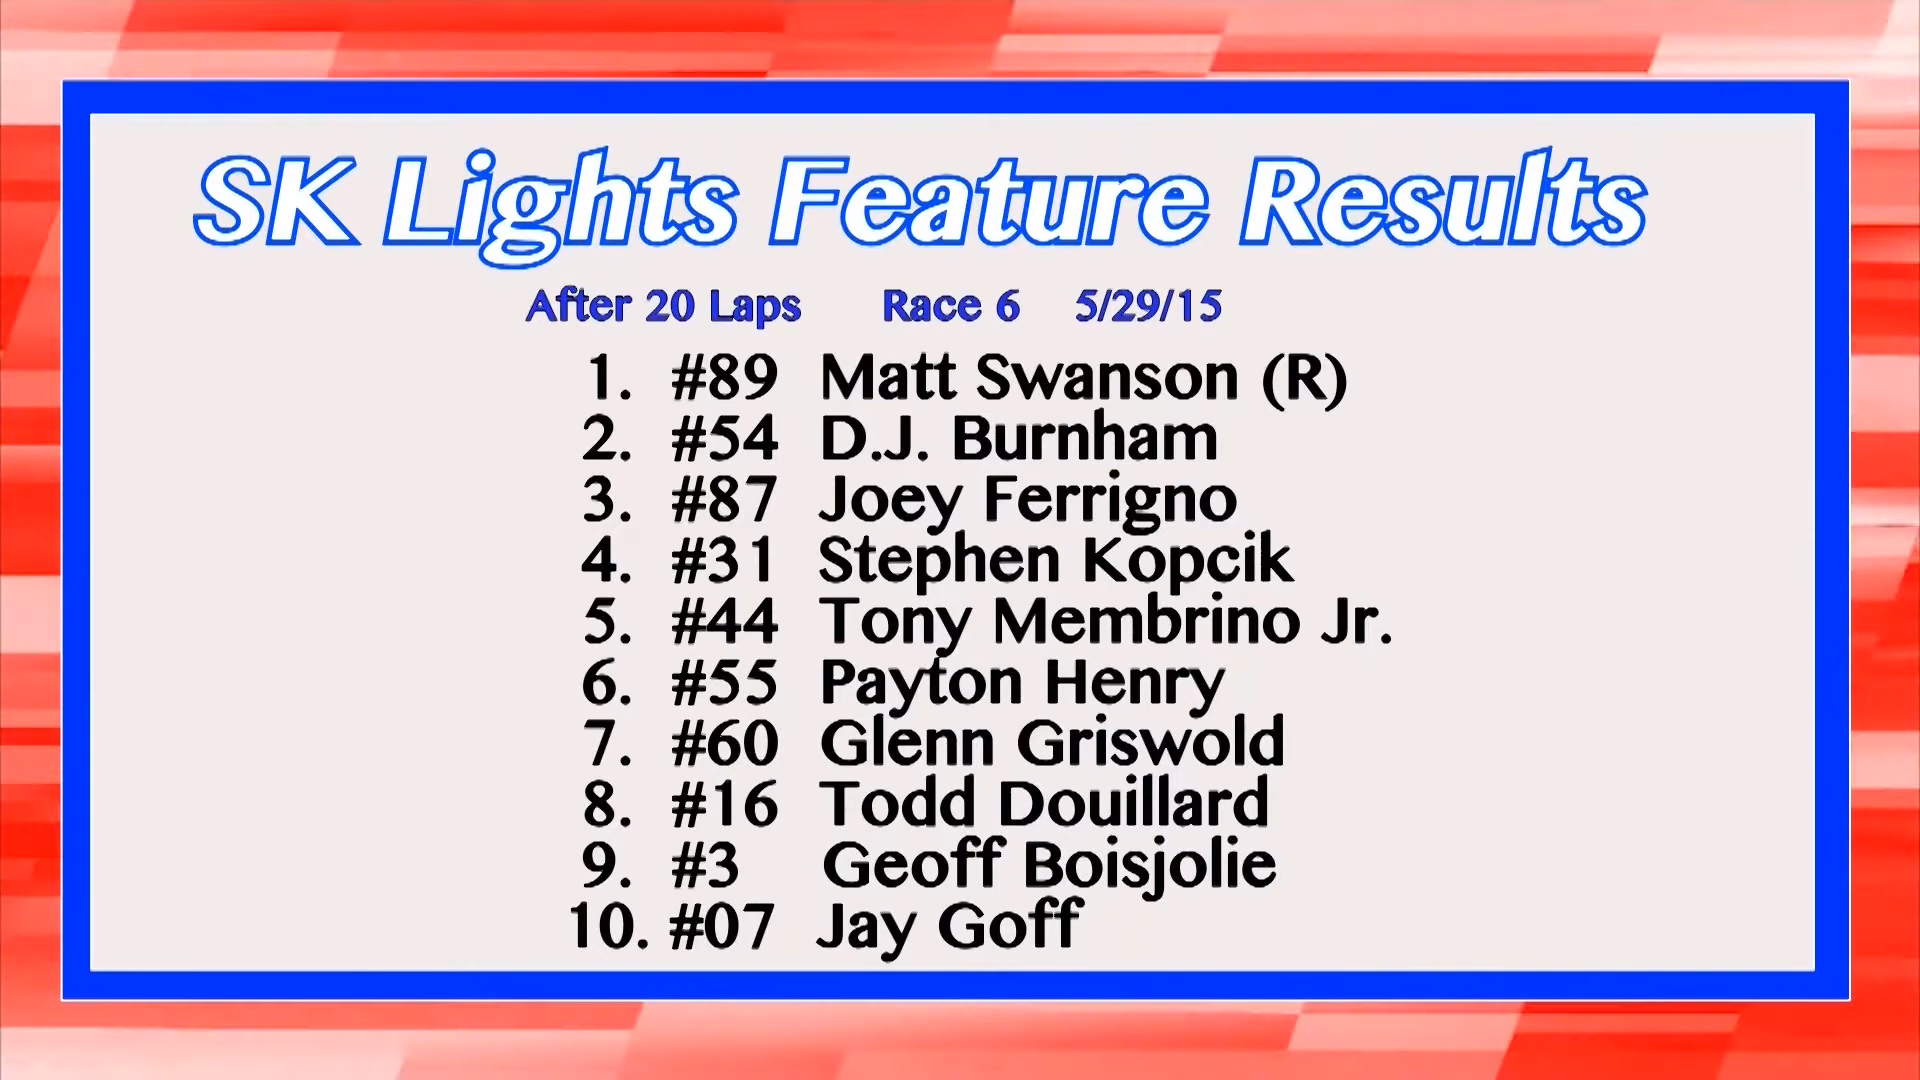 SK Lights Feature Results
After 20 Laps Race 6 5/29/15
1. #89 Matt Swanson (R)
2. #54 D.J. Burnham
3. #87 Joey Ferrigno
4. #31 Stephen Kopcik
5. #44 Tony Membrino Jr.
6. #55 Payton Henry
7. #60 Glenn Griswold
8. #16 Todd Douillard
9. #3 Geoff Boisjolie
10. #07 Jay Goff